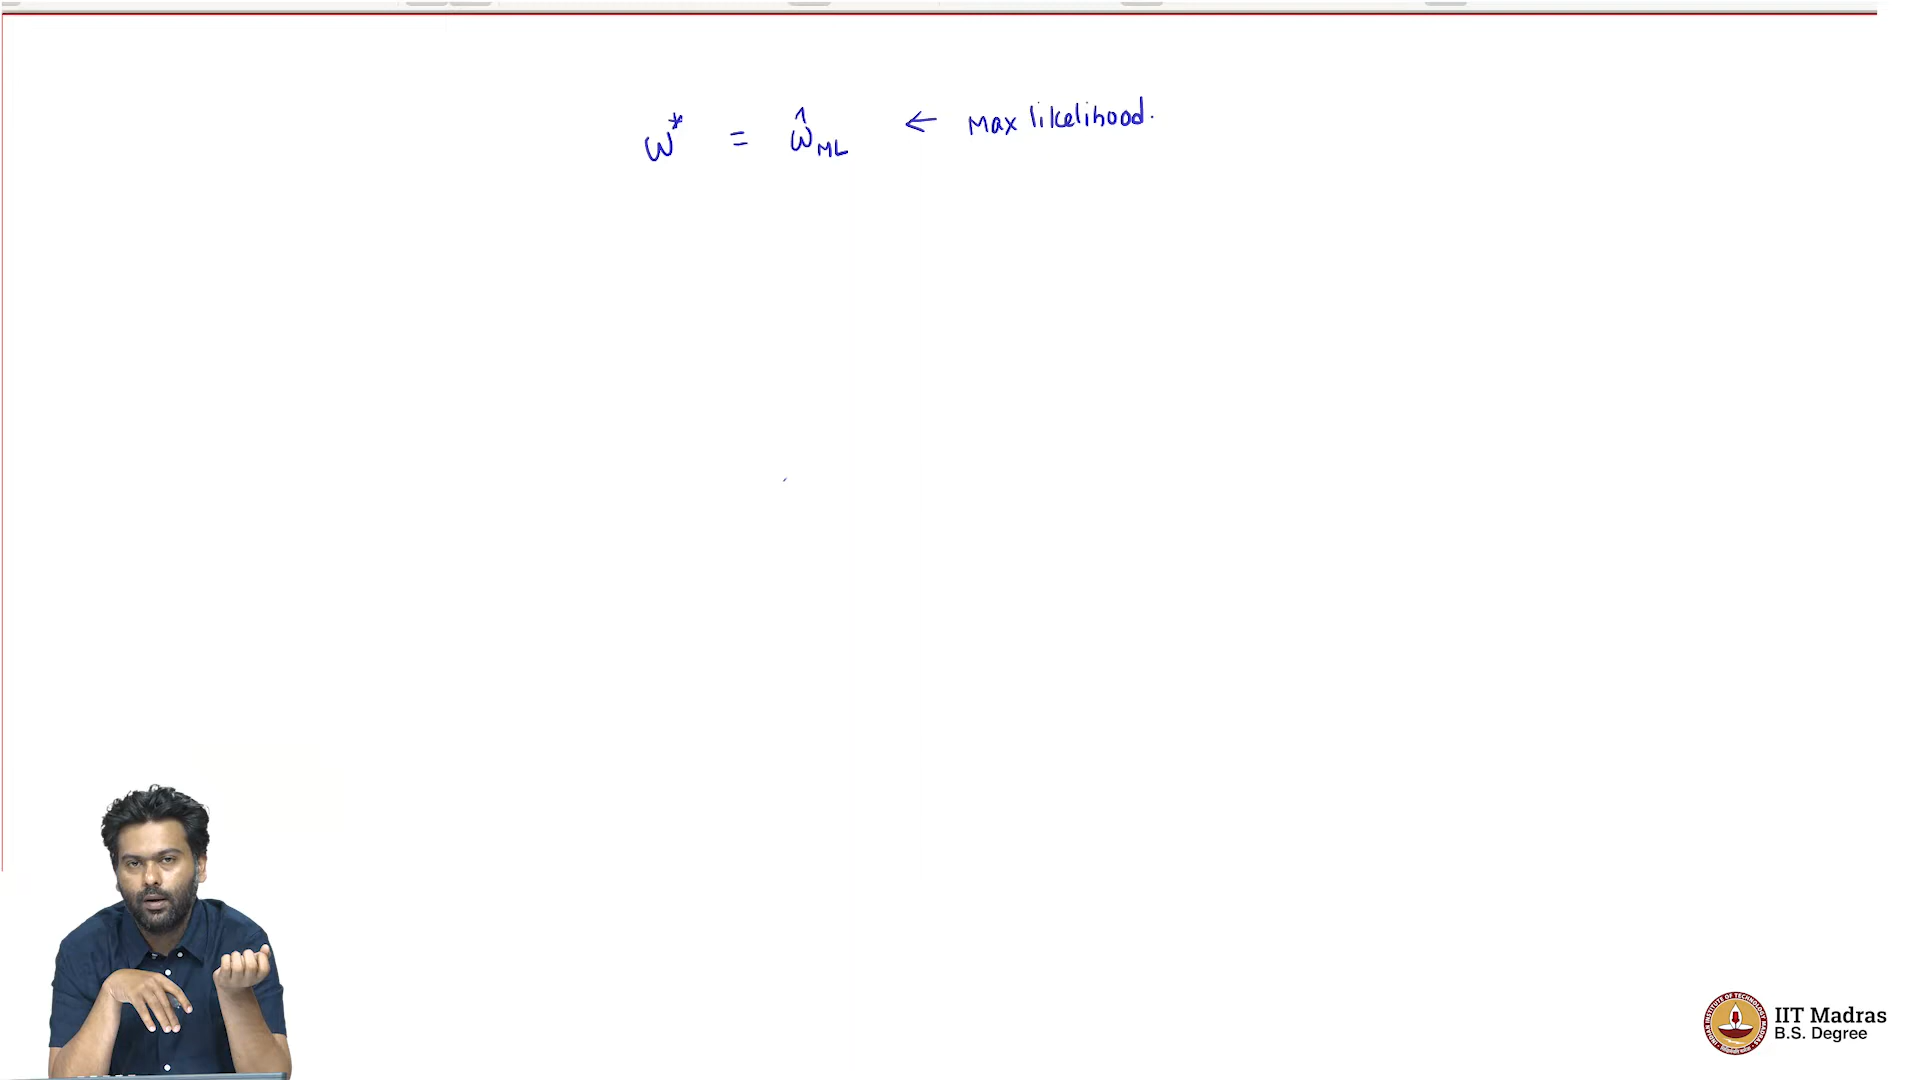 w* = ŵ_ML ← Max likelihood.
IIT Madras
B.S. Degree